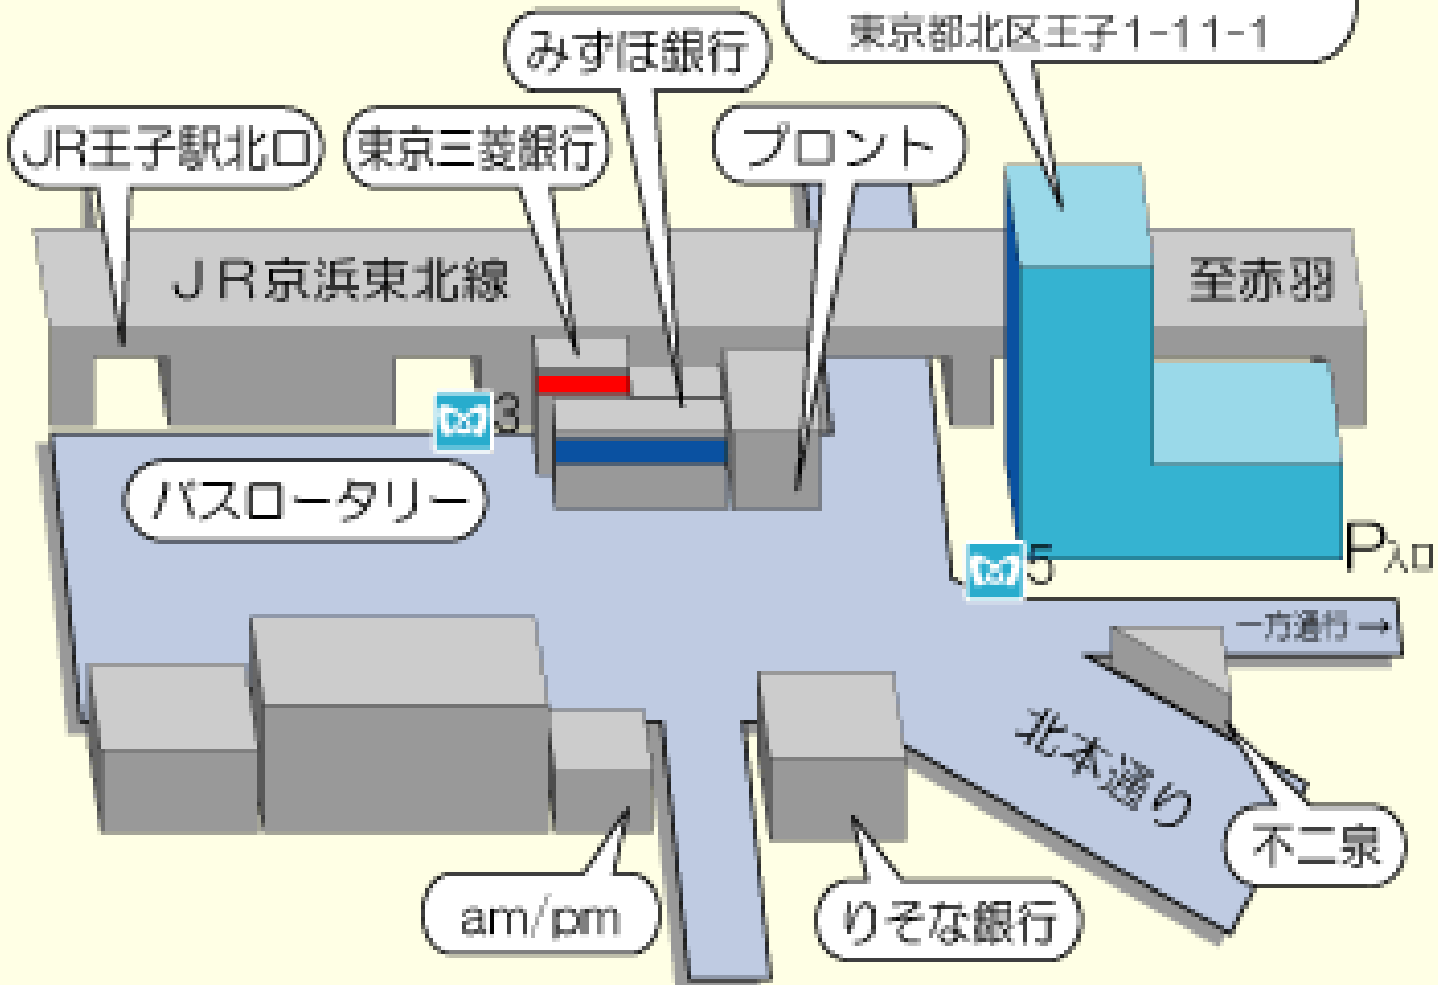 東京都北区王子1-11-1
みずほ銀行
JR王子駅北口
東京三菱銀行
プロント
JR京浜東北線
至赤羽
3
バスロータリー
5
P入口
一方通行→
北本通り
不二泉
am/pm
りそな銀行